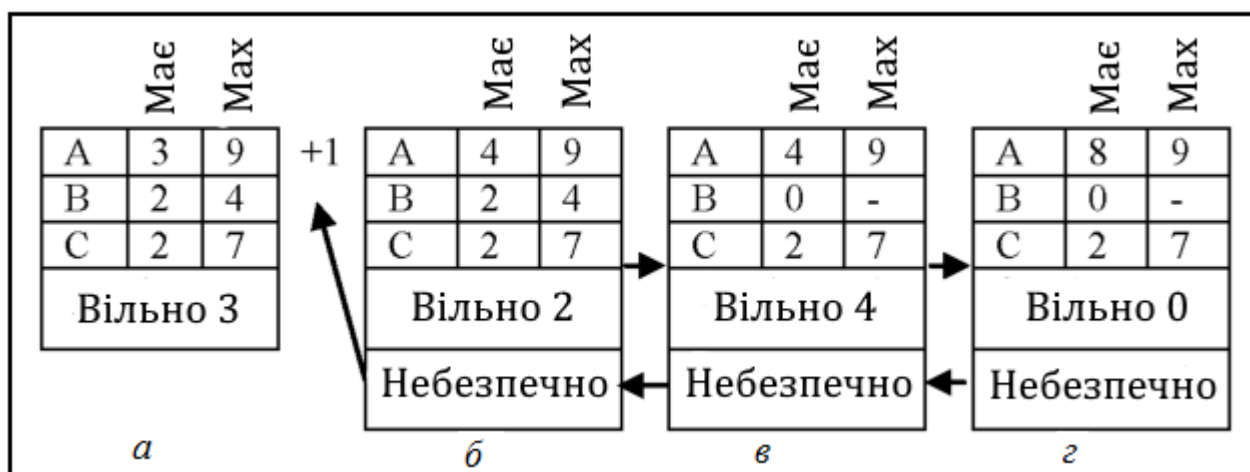 Має Max Має Max Має Max Має Max
A 3 9 +1 A 4 9 A 4 9 A 8 9
B 2 4 B 2 4 B 0 - B 0 -
C 2 7 C 2 7 C 2 7 C 2 7
Вільно 3 Вільно 2 Вільно 4 Вільно 0
Небезпечно Небезпечно Небезпечно
а б в г